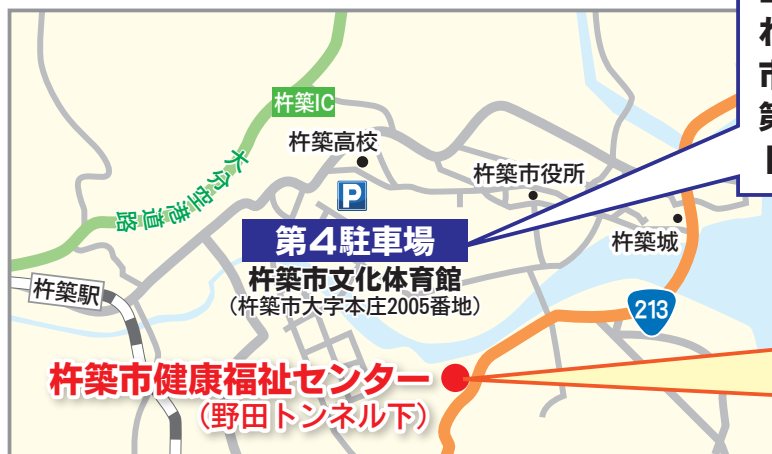 杵築IC
杵築高校
杵築市役所
大分空港道路
P
第4駐車場
杵築市文化体育館
（杵築市大字本庄2005番地）
杵築城
杵築駅
213
杵築市健康福祉センター
（野田トンネル下）
市
第